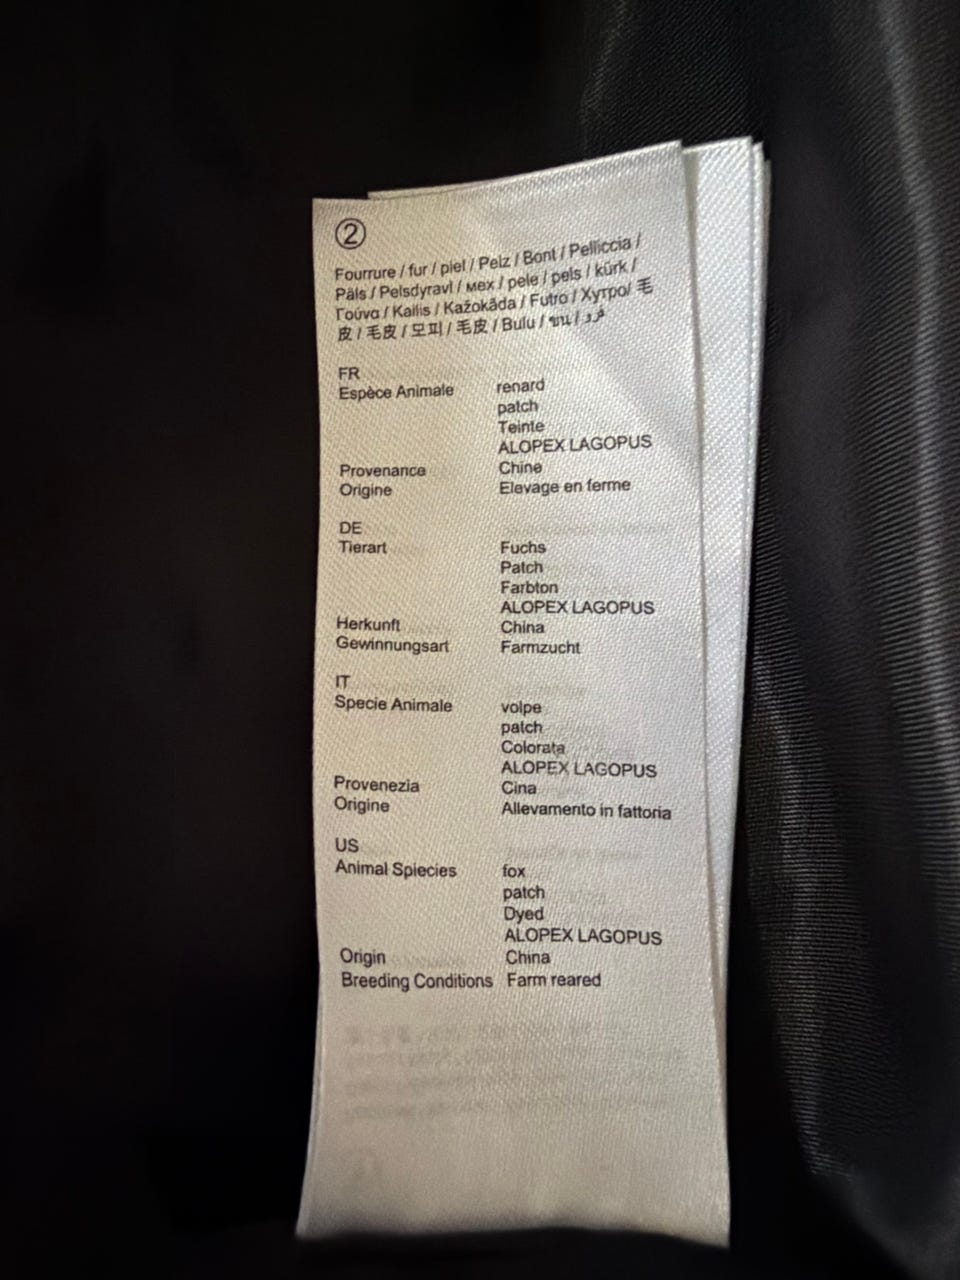 ②
Fourrure / fur / piel / Pelz / Bont / Pelliccia /
Päls / Pelsdyravl / мех / pele / pels / kürk /
Γούνα / Kailis / Kažokāda / Futro / Хутро/ 毛
皮 / 毛皮 / 모피 / 毛皮 / Bulu / ขน / فرو
FR
Espèce Animale renard
patch
Teinte
ALOPEX LAGOPUS
Provenance Chine
Origine Elevage en ferme
DE
Tierart Fuchs
Patch
Farbton
ALOPEX LAGOPUS
Herkunft China
Gewinnungsart Farmzucht
IT
Specie Animale volpe
patch
Colorata
ALOPEX LAGOPUS
Provenezia Cina
Origine Allevamento in fattoria
US
Animal Spiecies fox
patch
Dyed
ALOPEX LAGOPUS
Origin China
Breeding Conditions Farm reared